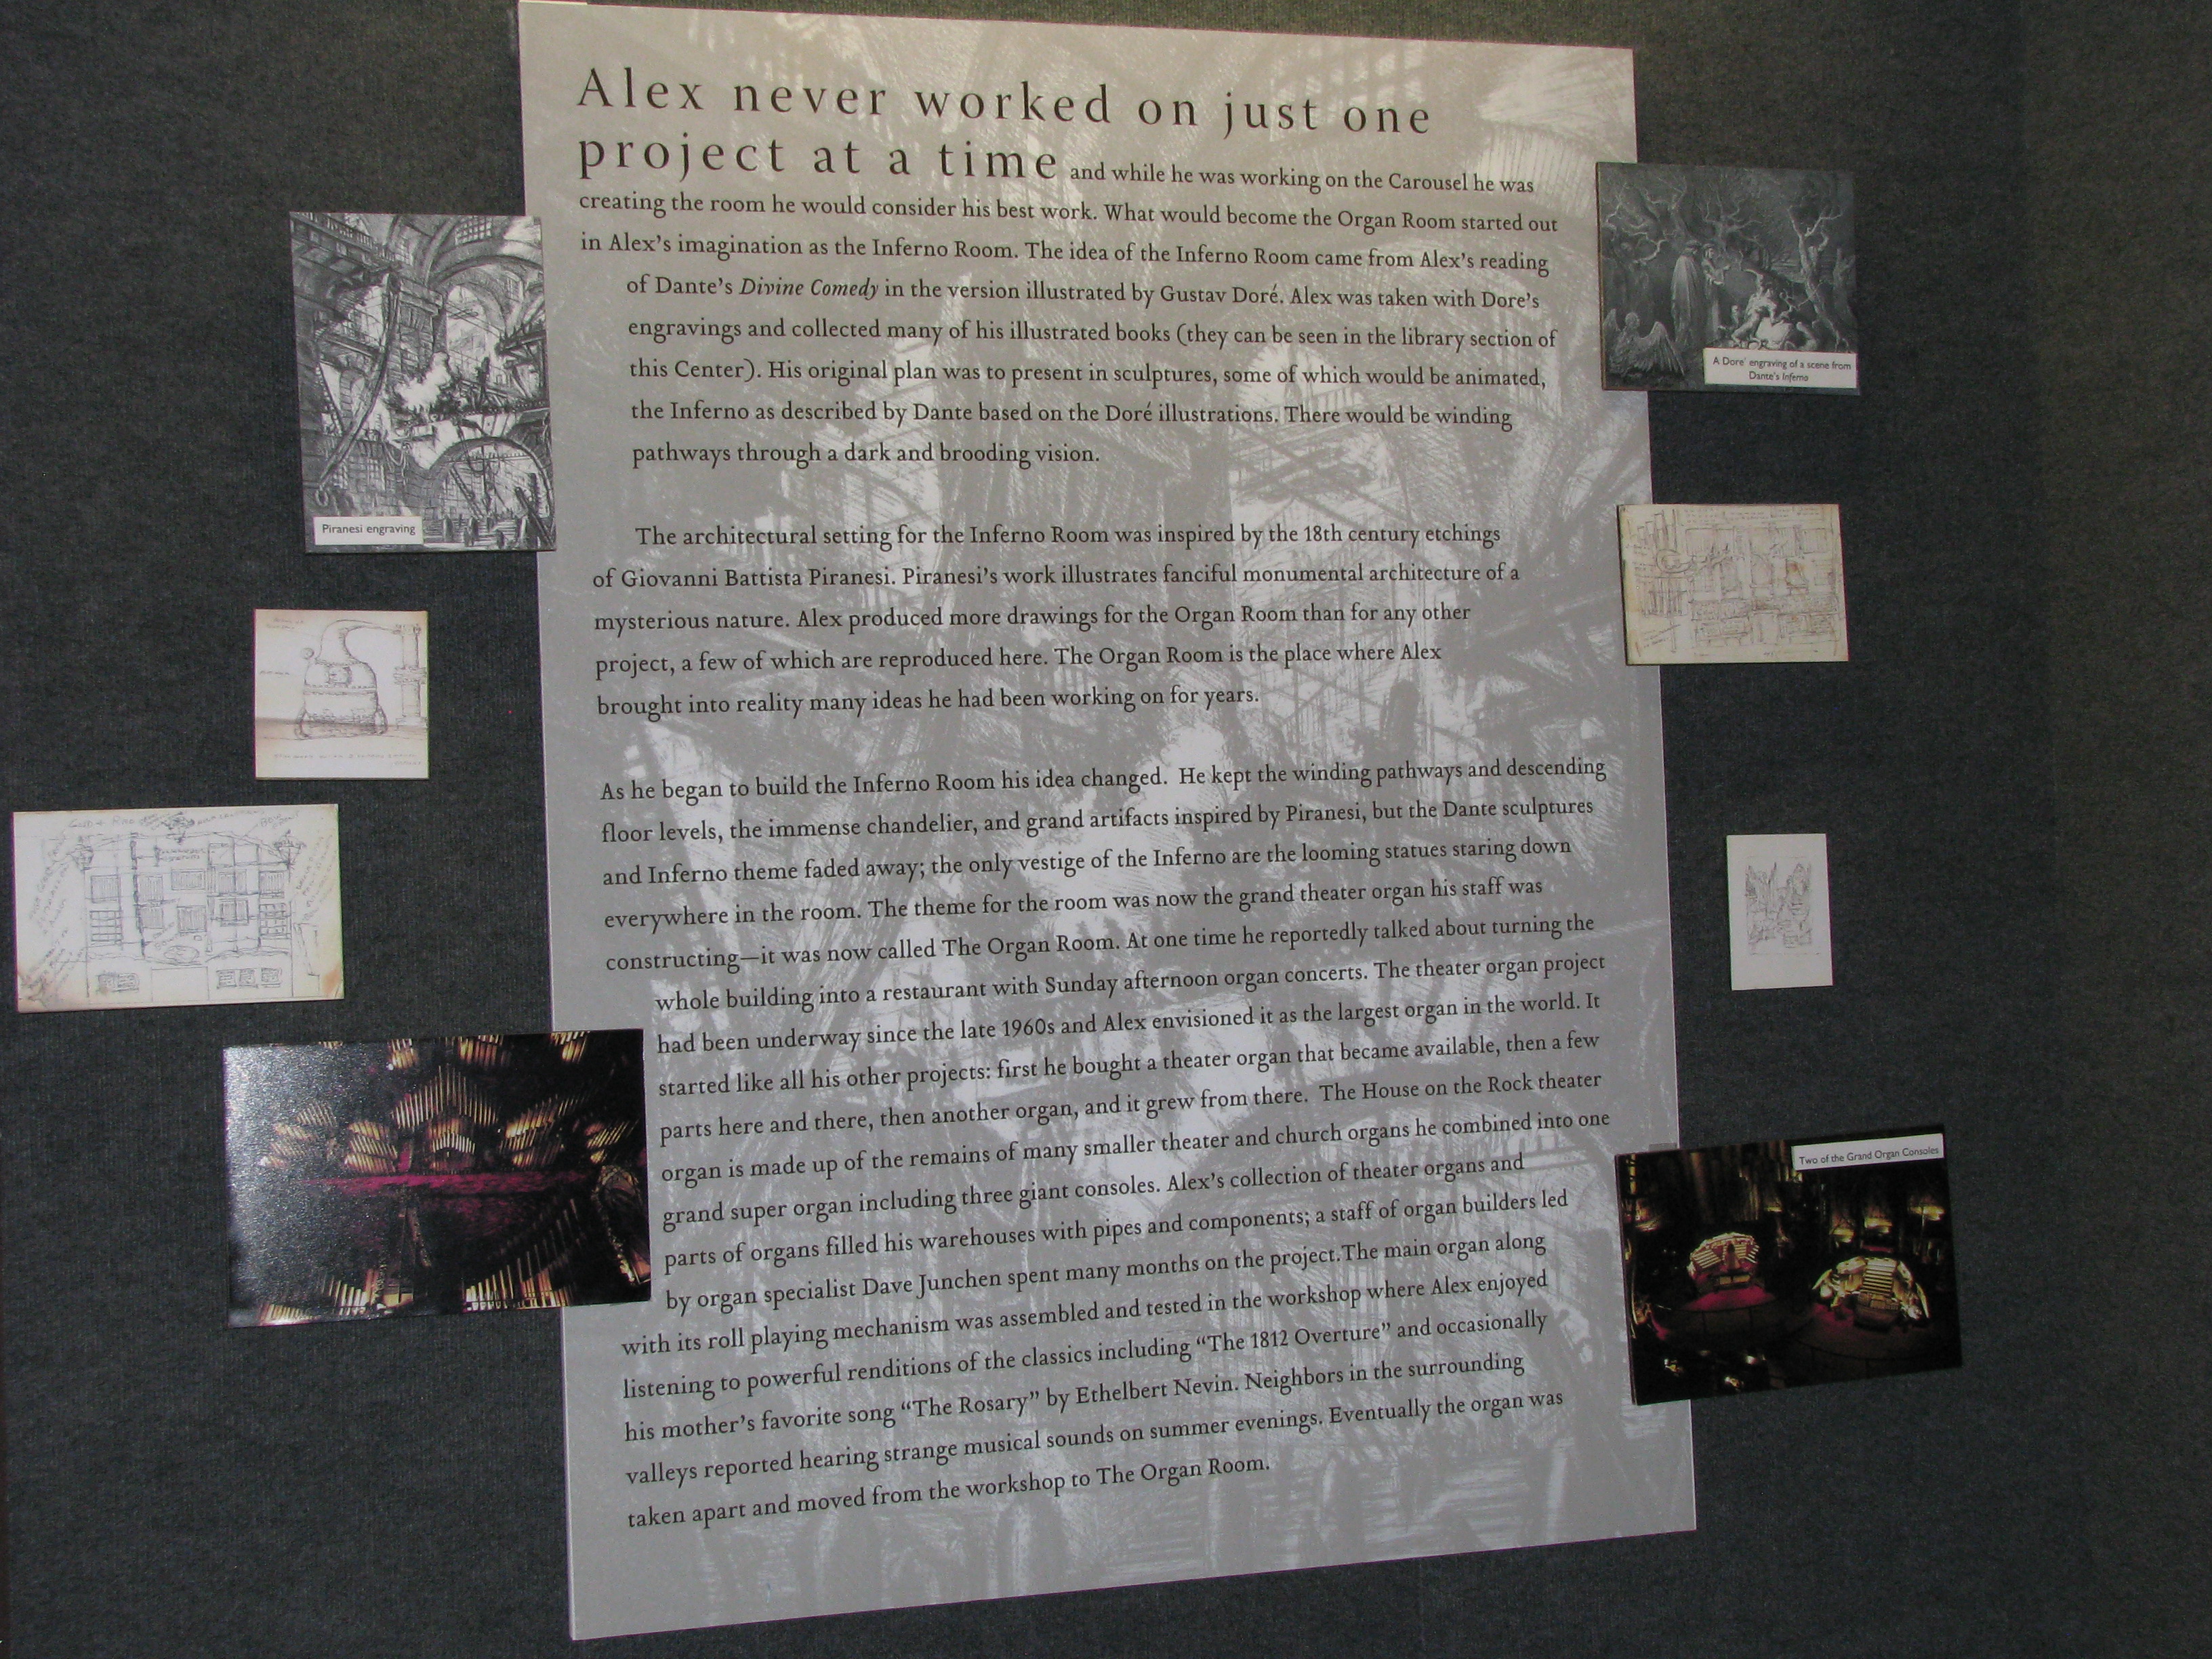 Alex never worked on just one
project at a time and while he was working on the Carousel he was
creating the room he would consider his best work. What would become the Organ Room started out
in Alex's imagination as the Inferno Room. The idea of the Inferno Room came from Alex's reading
of Dante's Divine Comedy in the version illustrated by Gustav Doré. Alex was taken with Dore's
engravings and collected many of his illustrated books (they can be seen in the library section of
this Center). His original plan was to present in sculptures, some of which would be animated,
the Inferno as described by Dante based on the Doré illustrations. There would be winding
pathways through a dark and brooding vision.
The architectural setting for the Inferno Room was inspired by the 18th century etchings
of Giovanni Battista Piranesi. Piranesi's work illustrates fanciful monumental architecture of a
mysterious nature. Alex produced more drawings for the Organ Room than for any other
project, a few of which are reproduced here. The Organ Room is the place where Alex
brought into reality many ideas he had been working on for years.
As he began to build the Inferno Room his idea changed. He kept the winding pathways and descending
floor levels, the immense chandelier, and grand artifacts inspired by Piranesi, but the Dante sculptures
and Inferno theme faded away; the only vestige of the Inferno are the looming statues staring down
everywhere in the room. The theme for the room was now the grand theater organ his staff was
constructing—it was now called The Organ Room. At one time he reportedly talked about turning the
whole building into a restaurant with Sunday afternoon organ concerts. The theater organ project
had been underway since the late 1960s and Alex envisioned it as the largest organ in the world. It
started like all his other projects: first he bought a theater organ that became available, then a few
parts here and there, then another organ, and it grew from there. The House on the Rock theater
organ is made up of the remains of many smaller theater and church organs he combined into one
grand super organ including three giant consoles. Alex's collection of theater organs and
parts of organs filled his warehouses with pipes and components; a staff of organ builders led
by organ specialist Dave Junchen spent many months on the project.The main organ along
with its roll playing mechanism was assembled and tested in the workshop where Alex enjoyed
listening to powerful renditions of the classics including "The 1812 Overture" and occasionally
his mother's favorite song "The Rosary" by Ethelbert Nevin. Neighbors in the surrounding
valleys reported hearing strange musical sounds on summer evenings. Eventually the organ was
taken apart and moved from the workshop to The Organ Room.
Piranesi engraving
A Dore' engraving of a scene from
Dante's Inferno
Two of the Grand Organ Consoles